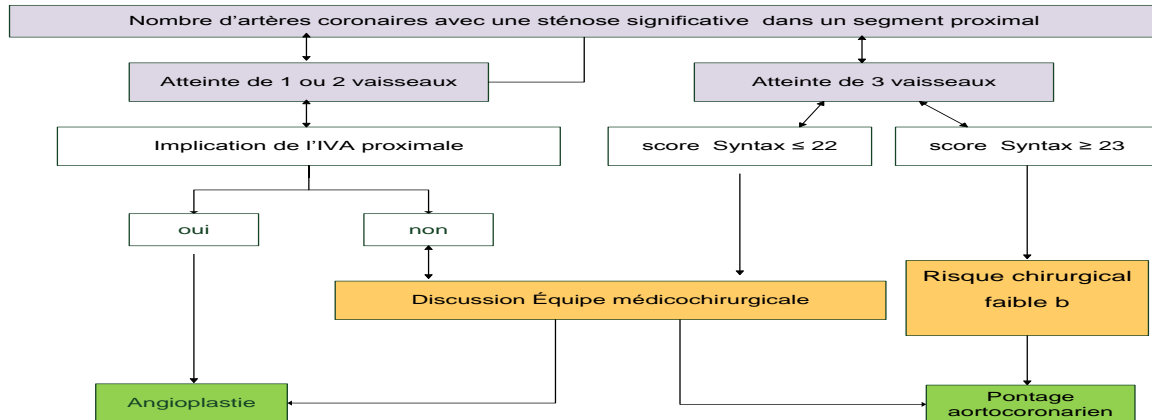 Nombre d'artères coronaires avec une sténose significative dans un segment proximal
Atteinte de 1 ou 2 vaisseaux
Atteinte de 3 vaisseaux
Implication de l'IVA proximale
score Syntax ≤ 22
score Syntax ≥ 23
oui
non
Discussion Équipe médicochirurgicale
Risque chirurgical
faible b
Angioplastie
Pontage
aortocoronarien